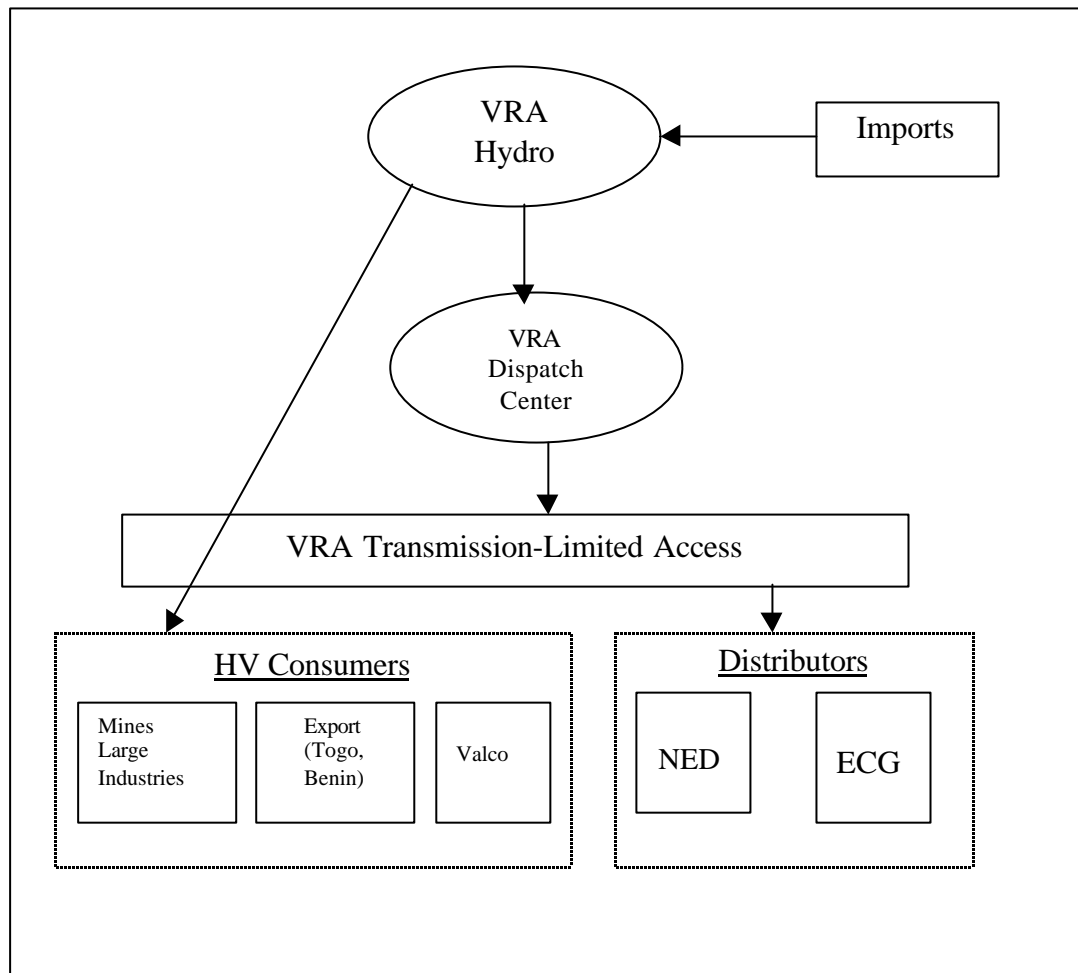 VRA
Hydro
Imports
VRA
Dispatch
Center
VRA Transmission-Limited Access
HV Consumers
Mines
Large
Industries
Export
(Togo,
Benin)
Valco
Distributors
NED
ECG